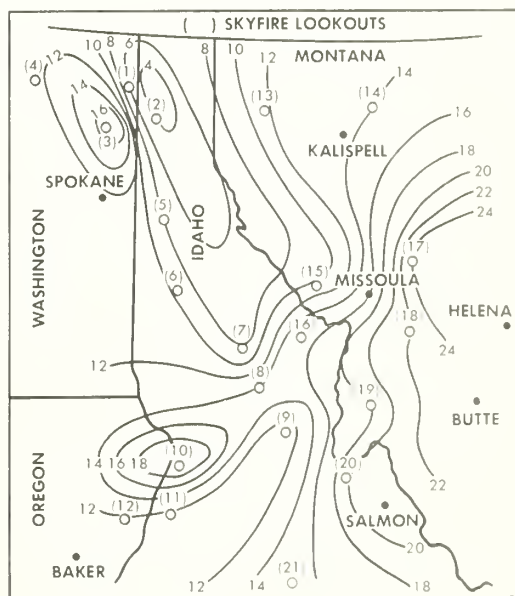 ( ) SKYFIRE LOOKOUTS
10 8 6
8 10 12
MONTANA
(4) 12
(1)
4
14
14
(13)
(14)
(2)
16
(3)
16
KALISPELL
18
SPOKANE
20
22
(5)
IDAHO
24
(17)
WASHINGTON
(6)
(15)
MISSOULA
(18)
HELENA
(16)
(7)
24
12
(8)
(19)
BUTTE
(9)
OREGON
14 16 18
(10)
(20)
22
12
(12)
(11)
SALMON
20
BAKER
12
14
(21)
18